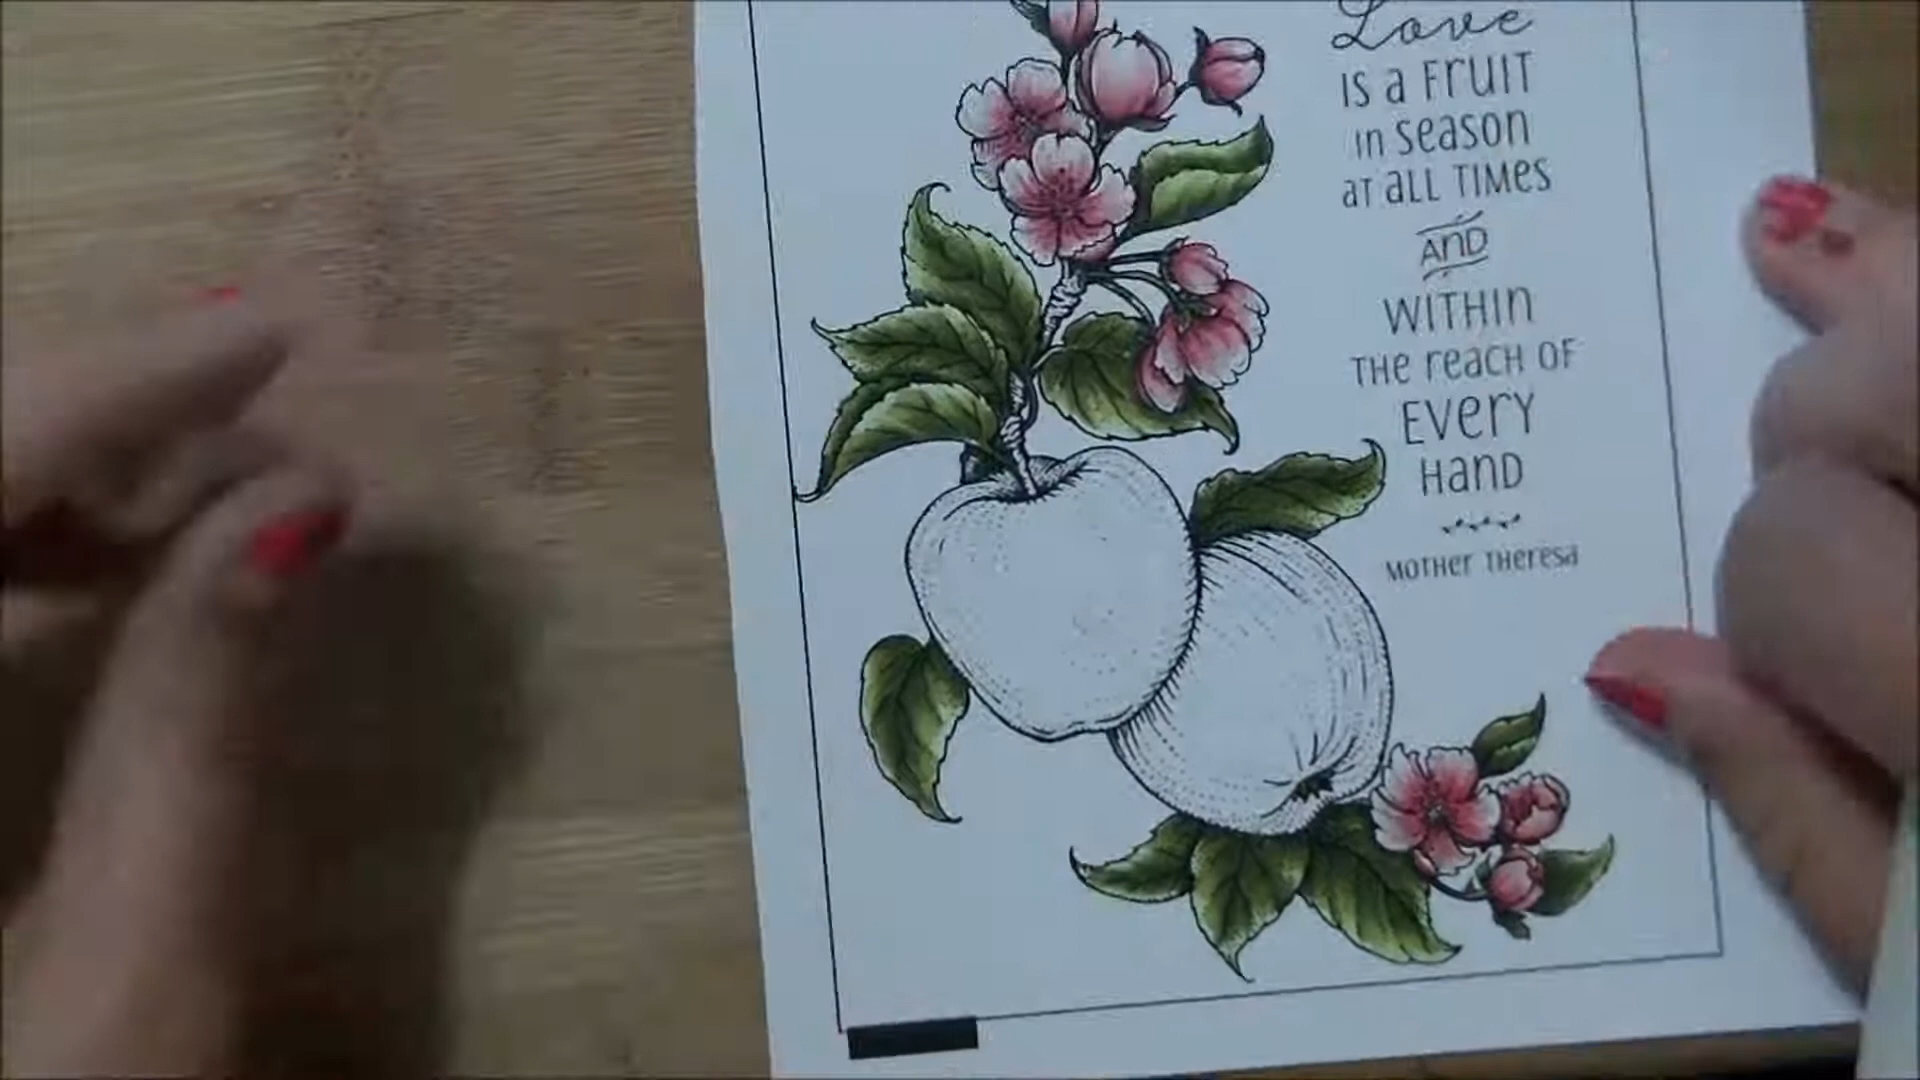 Love
is a Fruit
in season
at all times
and
within
the reach of
every
hand
Mother Theresa